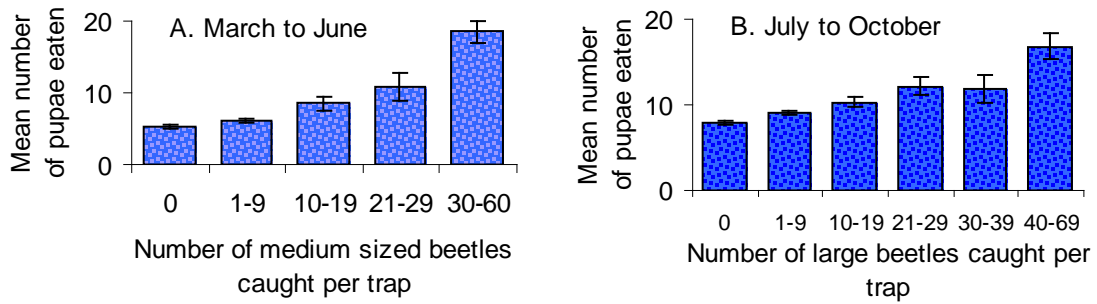 A. March to June
Mean number
of pupae eaten
20
10
0
0 1-9 10-19 21-29 30-60
Number of medium sized beetles
caught per trap
B. July to October
Mean number
of pupae eaten
20
10
0
0 1-9 10-19 21-29 30-39 40-69
Number of large beetles caught per
trap